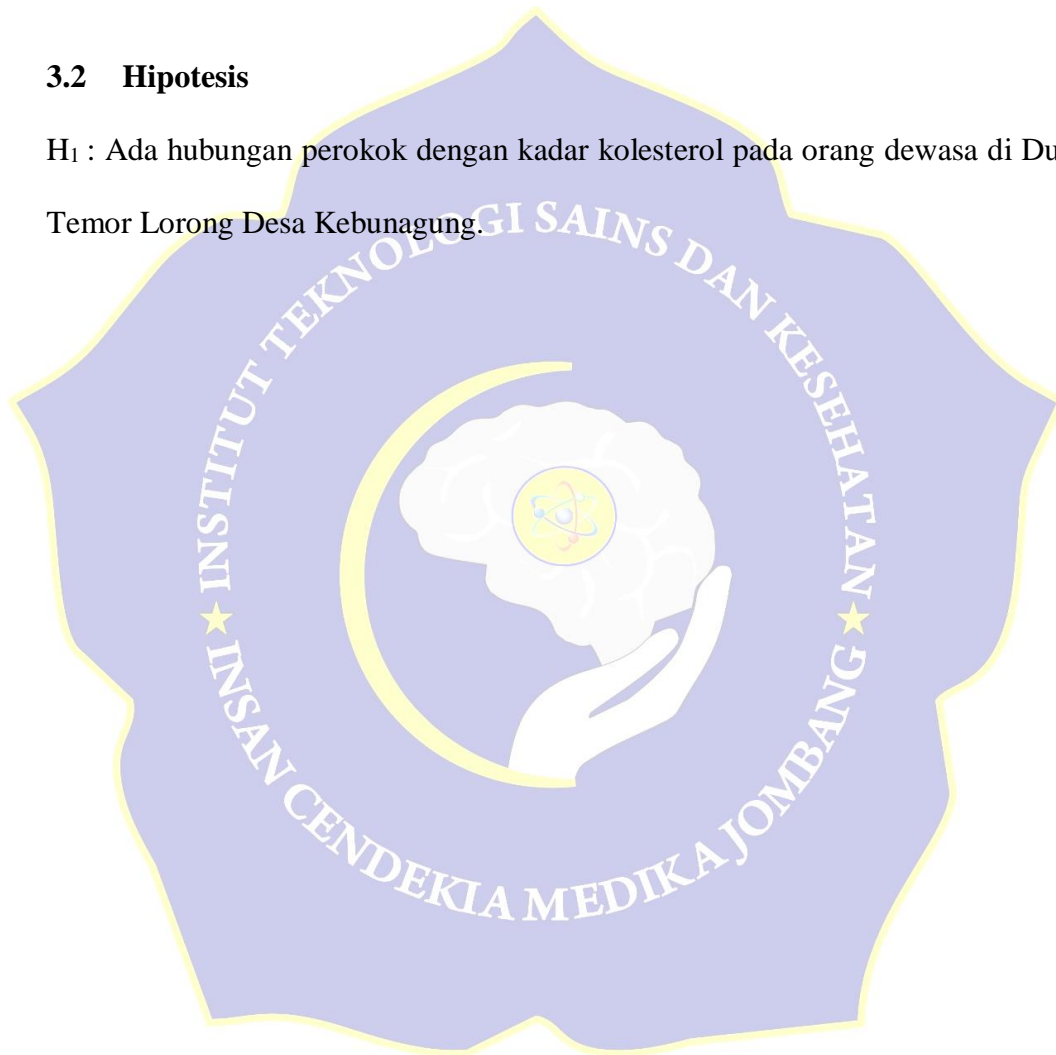 3.2 Hipotesis
H₁ : Ada hubungan perokok dengan kadar kolesterol pada orang dewasa di Du
Temor Lorong Desa Kebunagung.
INSTITUT TEKNOLOGI SAINS DAN KESEHATAN
★ INSAN CENDEKIA MEDIKA JOMBANG ★